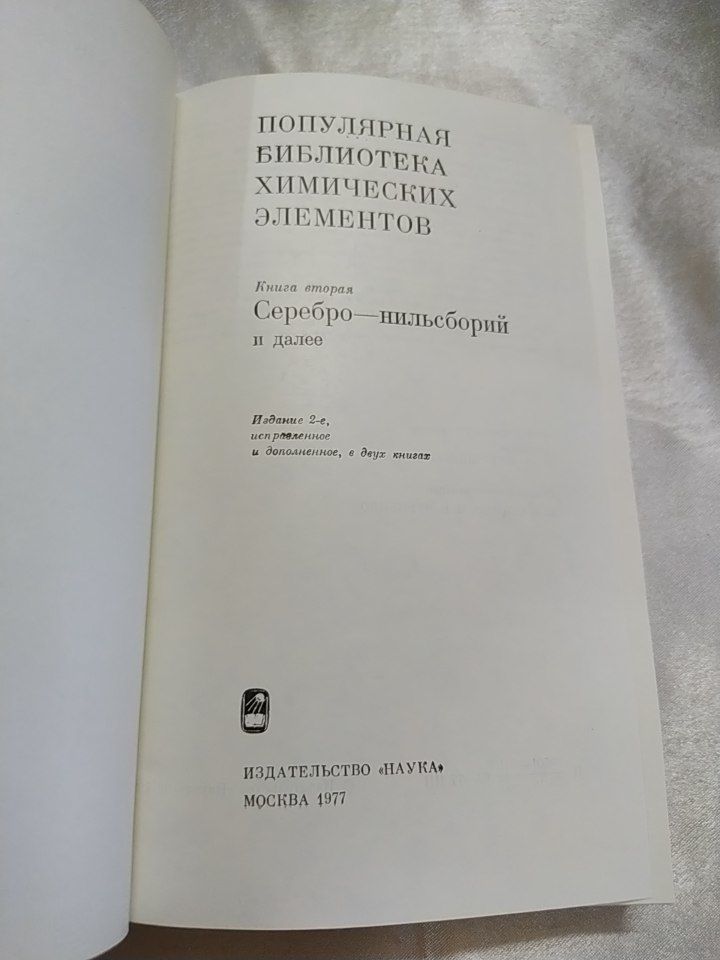 ПОПУЛЯРНАЯ
БИБЛИОТЕКА
ХИМИЧЕСКИХ
ЭЛЕМЕНТОВ
Книга вторая
Серебро—нильсборий
и далее
Издание 2-е,
исправленное
и дополненное, в двух книгах
ИЗДАТЕЛЬСТВО «НАУКА»
МОСКВА 1977